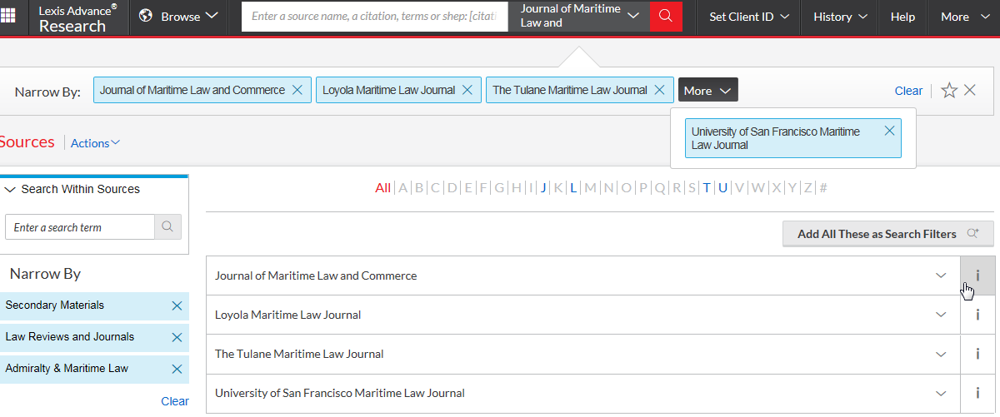 Lexis Advance®
Research
Browse
Enter a source name, a citation, terms or shep: [citati
Journal of Maritime
Law and
Set Client ID
History
Help
More
Narrow By:
Journal of Maritime Law and Commerce
Loyola Maritime Law Journal
The Tulane Maritime Law Journal
More
Clear
University of San Francisco Maritime
Law Journal
Sources
Actions
Search Within Sources
All A B C D E F G H I J K L M N O P Q R S T U V W X Y Z #
Enter a search term
Add All These as Search Filters
Narrow By
Secondary Materials
Law Reviews and Journals
Admiralty & Maritime Law
Clear
Journal of Maritime Law and Commerce i
Loyola Maritime Law Journal i
The Tulane Maritime Law Journal i
University of San Francisco Maritime Law Journal i